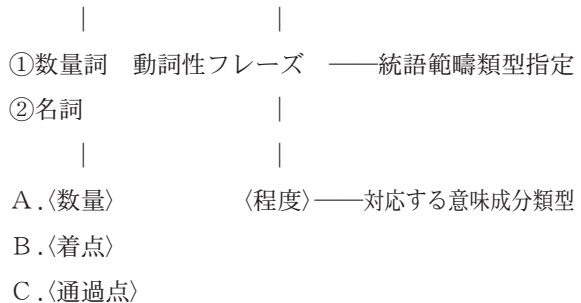 ①数量詞　動詞性フレーズ　――統語範疇類型指定
②名詞
A.〈数量〉　〈程度〉――対応する意味成分類型
B.〈着点〉
C.〈通過点〉